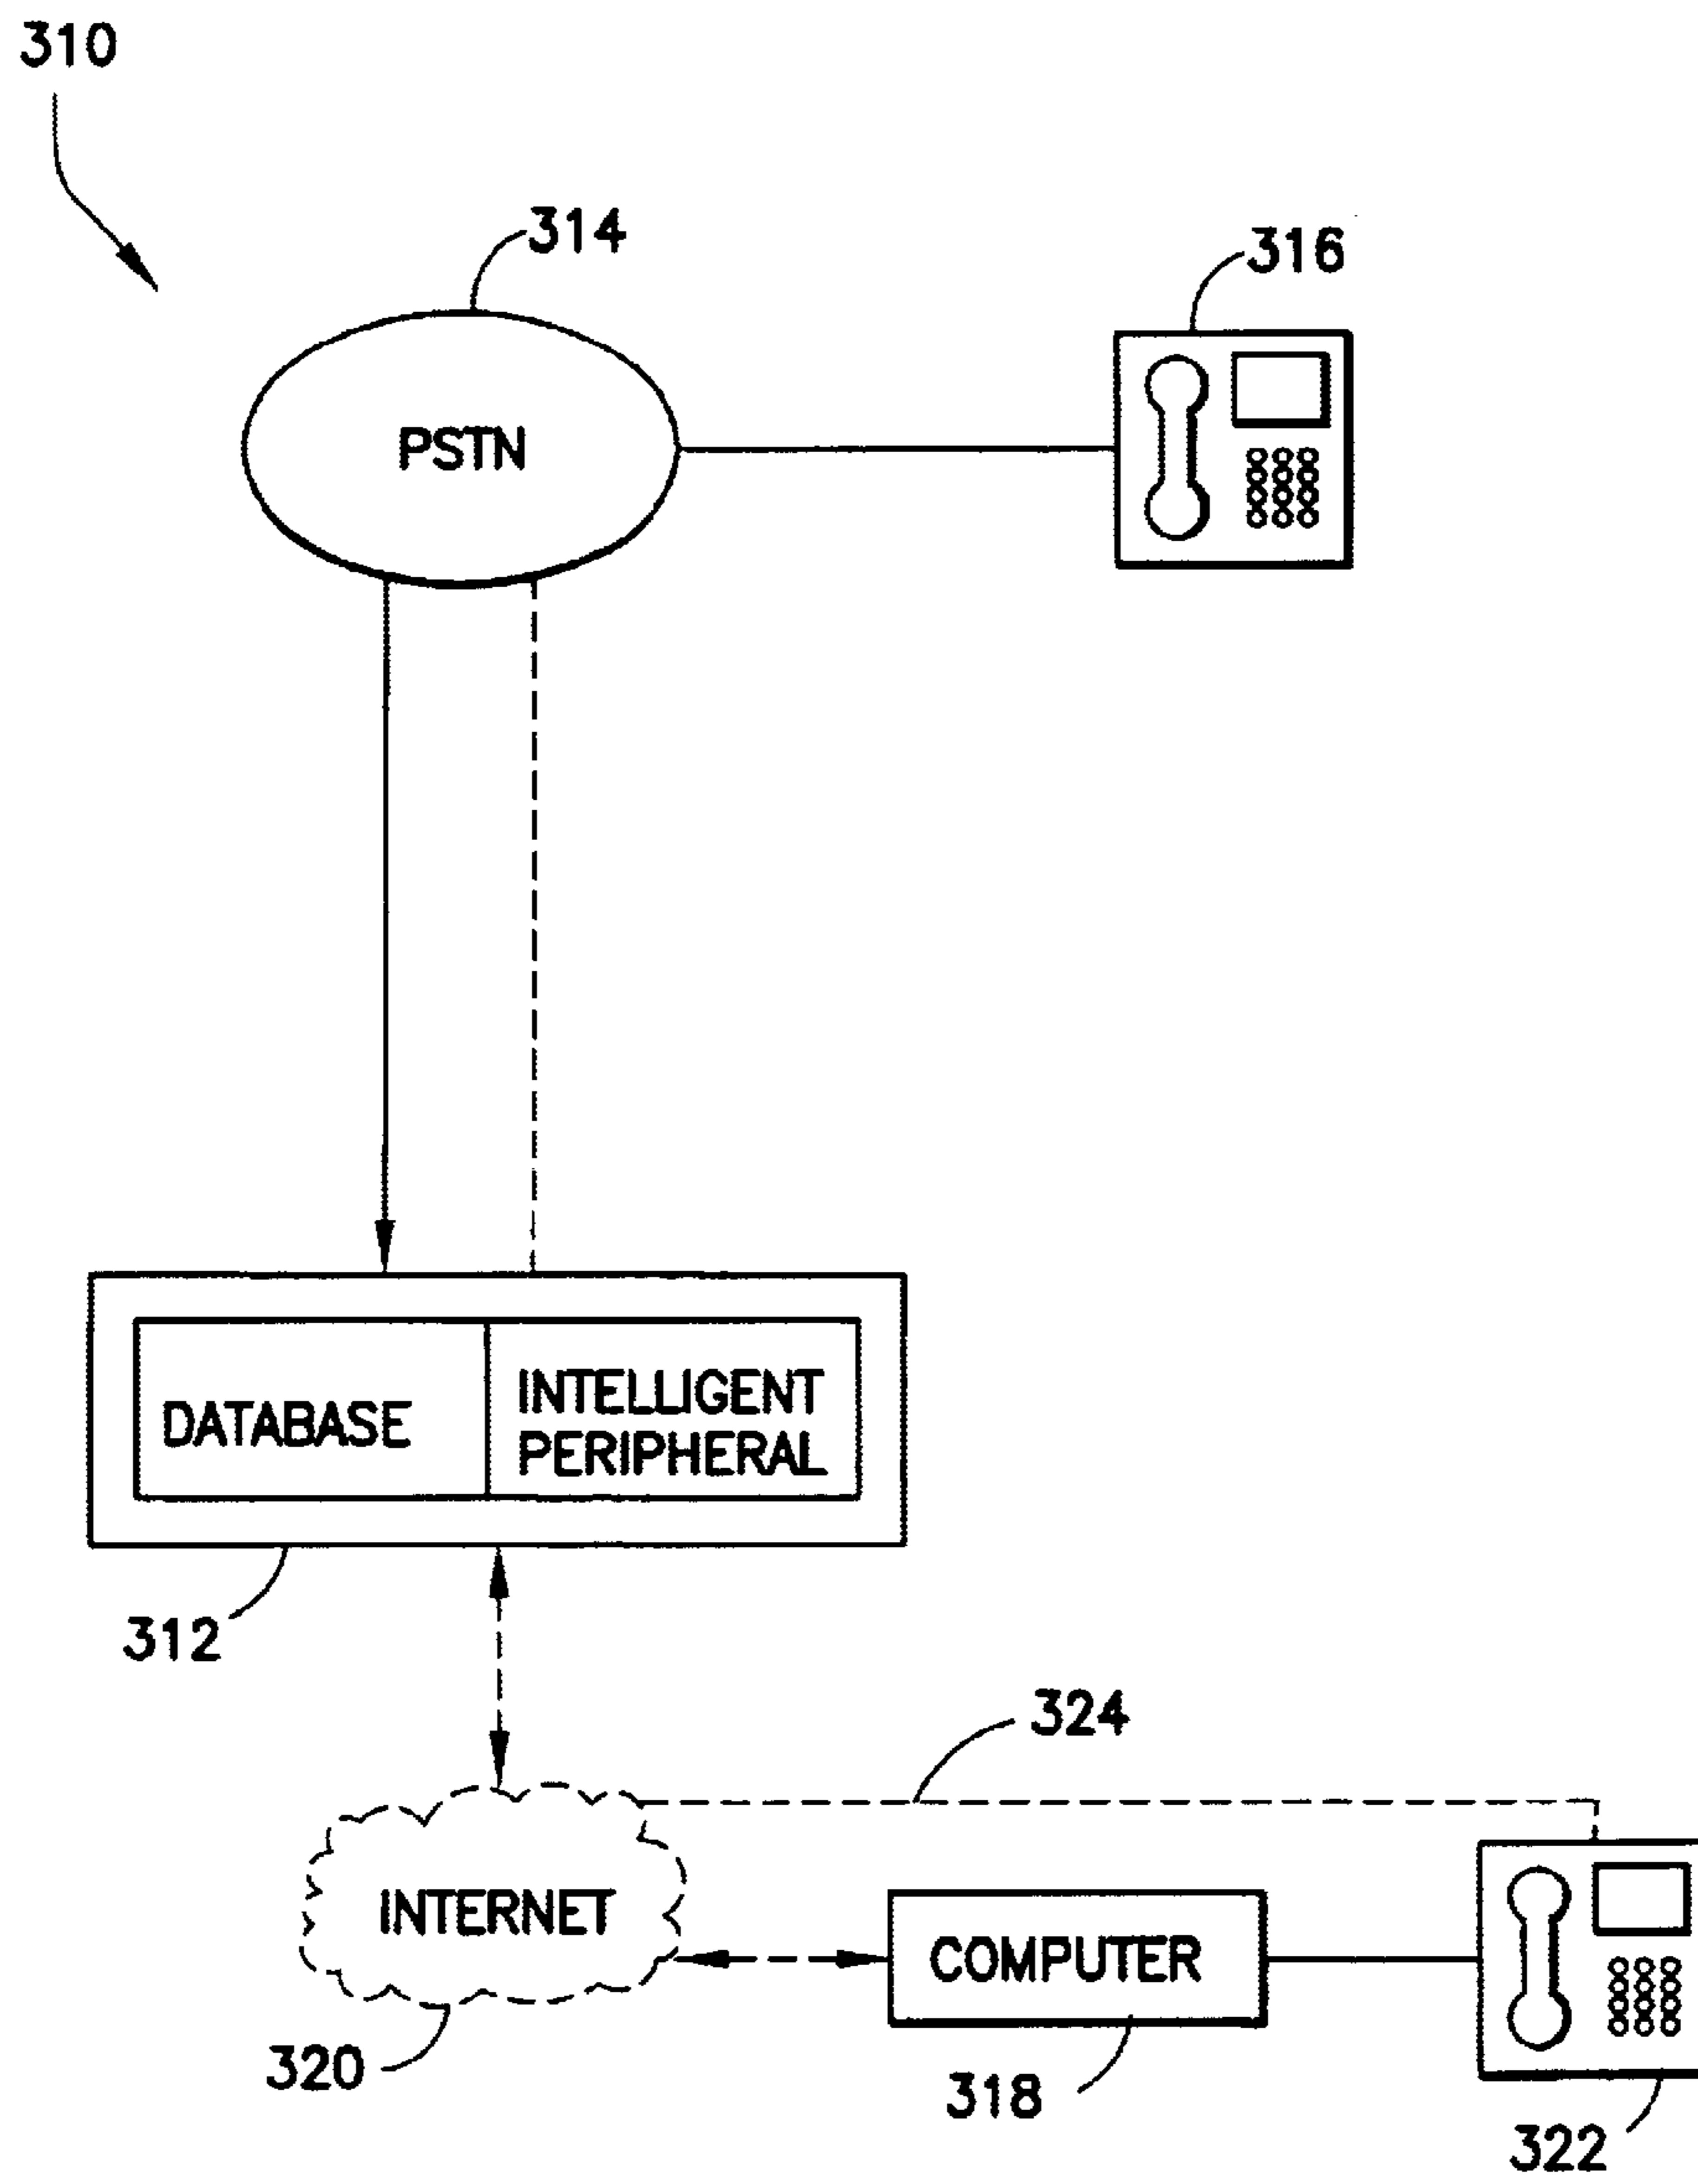 310
314
316
PSTN
DATABASE
INTELLIGENT
PERIPHERAL
312
324
INTERNET
COMPUTER
320
318
322